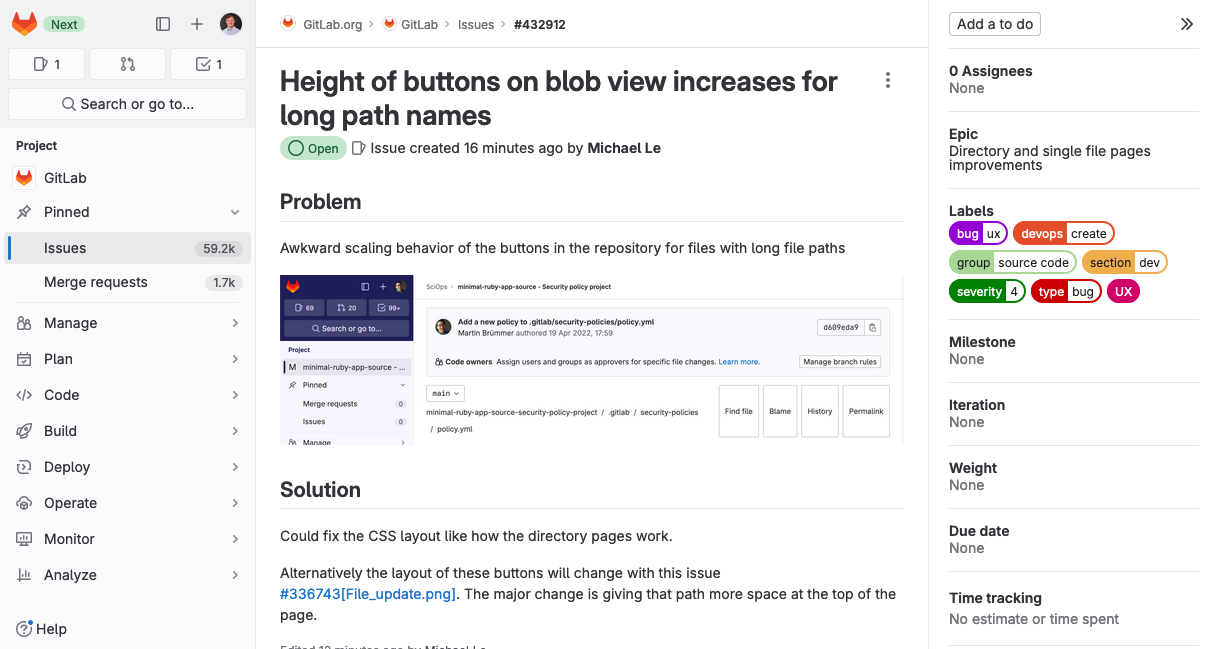 Next
1
1
Search or go to...
Project
GitLab
Pinned
Issues 59.2k
Merge requests 1.7k
Manage
Plan
Code
Build
Deploy
Operate
Monitor
Analyze
Help
GitLab.org › GitLab › Issues › #432912
Height of buttons on blob view increases for
long path names
Open Issue created 16 minutes ago by Michael Le
Problem
Awkward scaling behavior of the buttons in the repository for files with long file paths
69 20 99+
Search or go to...
Project
M minimal-ruby-app-source - ...
Pinned
Merge requests 0
Issues 0
Manage
SciOps › minimal-ruby-app-source - Security policy project
Add a new policy to .gitlab/security-policies/policy.yml
Martin Brümmer authored 19 Apr 2022, 17:59
d609eda9
Code owners Assign users and groups as approvers for specific file changes. Learn more.
Manage branch rules
main
minimal-ruby-app-source-security-policy-project / .gitlab / security-policies
/ policy.yml
Find file Blame History Permalink
Solution
Could fix the CSS layout like how the directory pages work.
Alternatively the layout of these buttons will change with this issue
#336743[File_update.png]. The major change is giving that path more space at the top of the
page.
Edited 12 minutes ago by Michael Le
Add a to do
0 Assignees
None
Epic
Directory and single file pages
improvements
Labels
bug ux devops create
group source code section dev
severity 4 type bug UX
Milestone
None
Iteration
None
Weight
None
Due date
None
Time tracking
No estimate or time spent